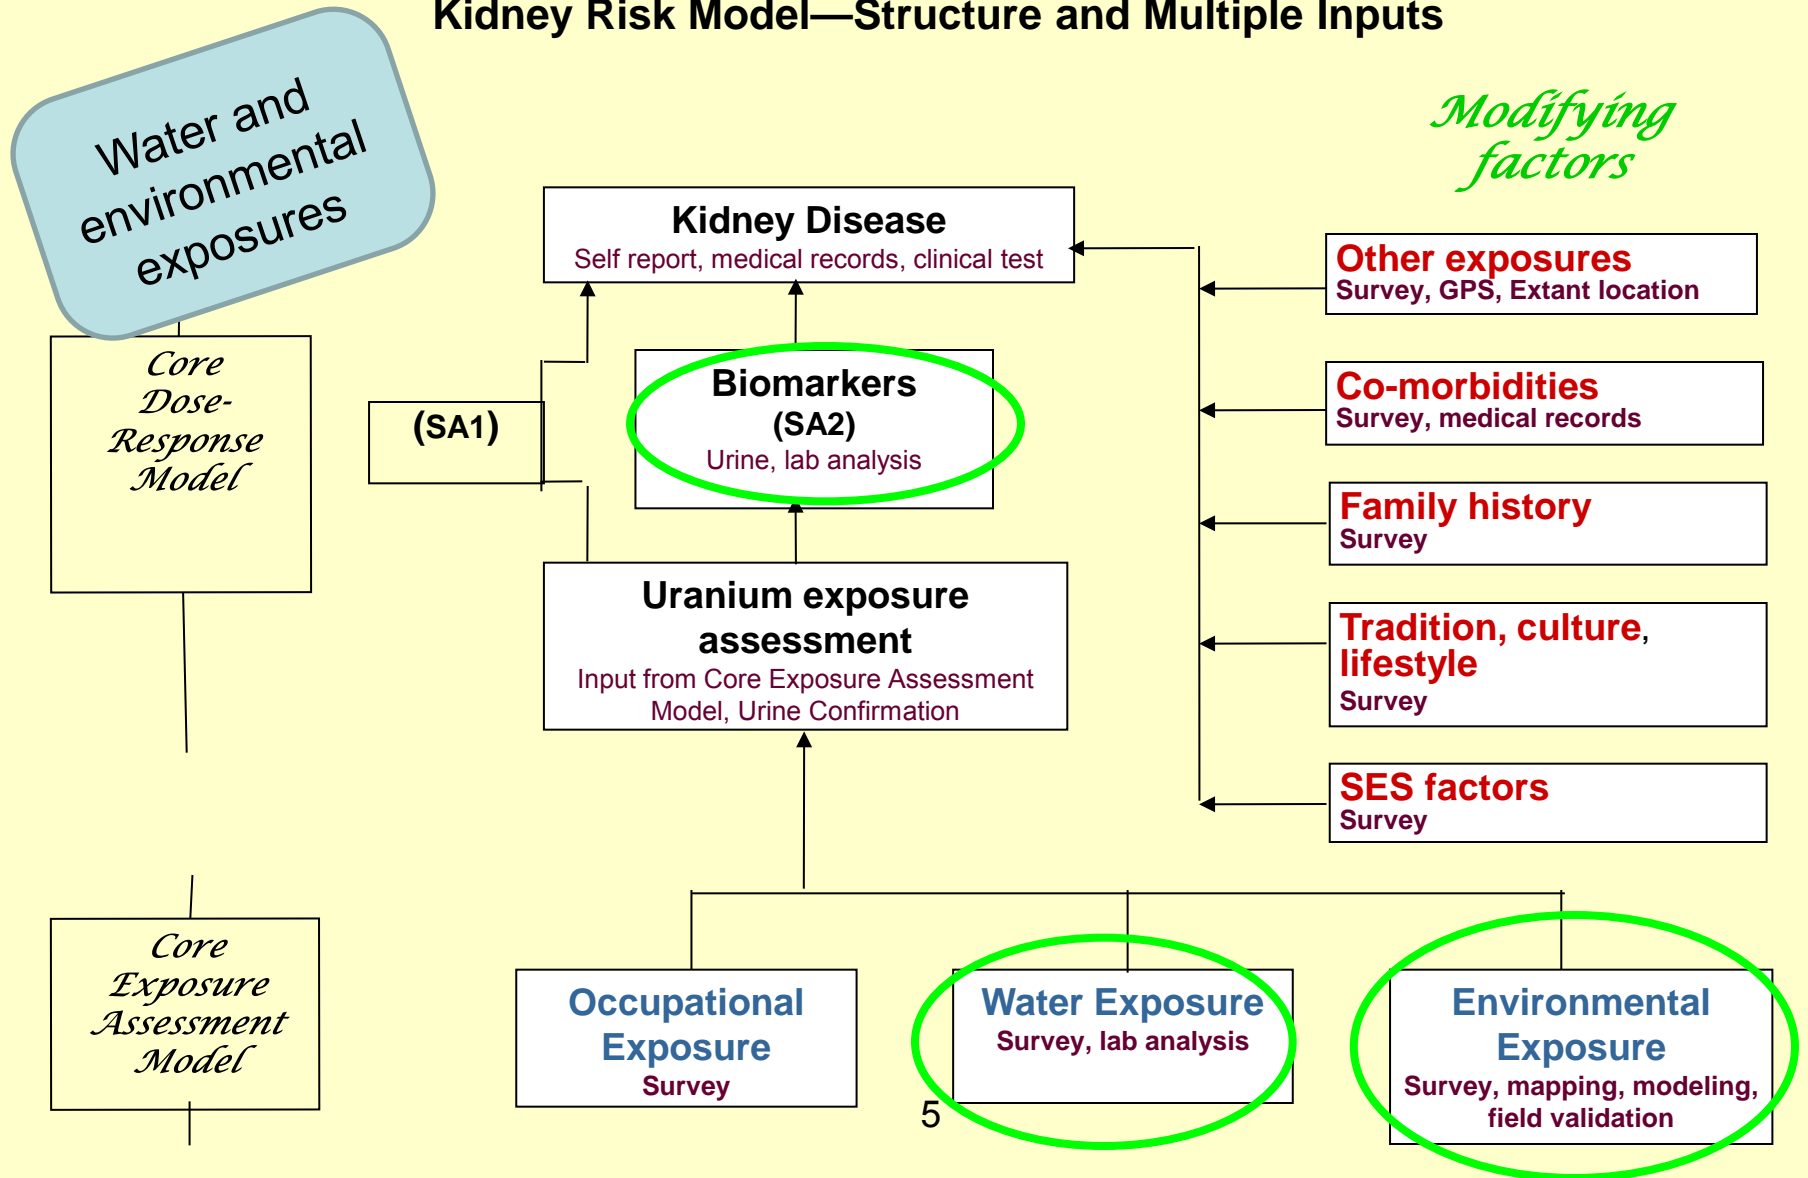 Kidney Risk Model—Structure and Multiple Inputs
Water and
environmental
exposures
Modifying
factors
Kidney Disease
Self report, medical records, clinical test
Other exposures
Survey, GPS, Extant location
Core
Dose-
Response
Model
(SA1)
Biomarkers
(SA2)
Urine, lab analysis
Co-morbidities
Survey, medical records
Family history
Survey
Uranium exposure
assessment
Input from Core Exposure Assessment
Model, Urine Confirmation
Tradition, culture,
lifestyle
Survey
SES factors
Survey
Core
Exposure
Assessment
Model
Occupational
Exposure
Survey
Water Exposure
Survey, lab analysis
Environmental
Exposure
Survey, mapping, modeling,
field validation
5